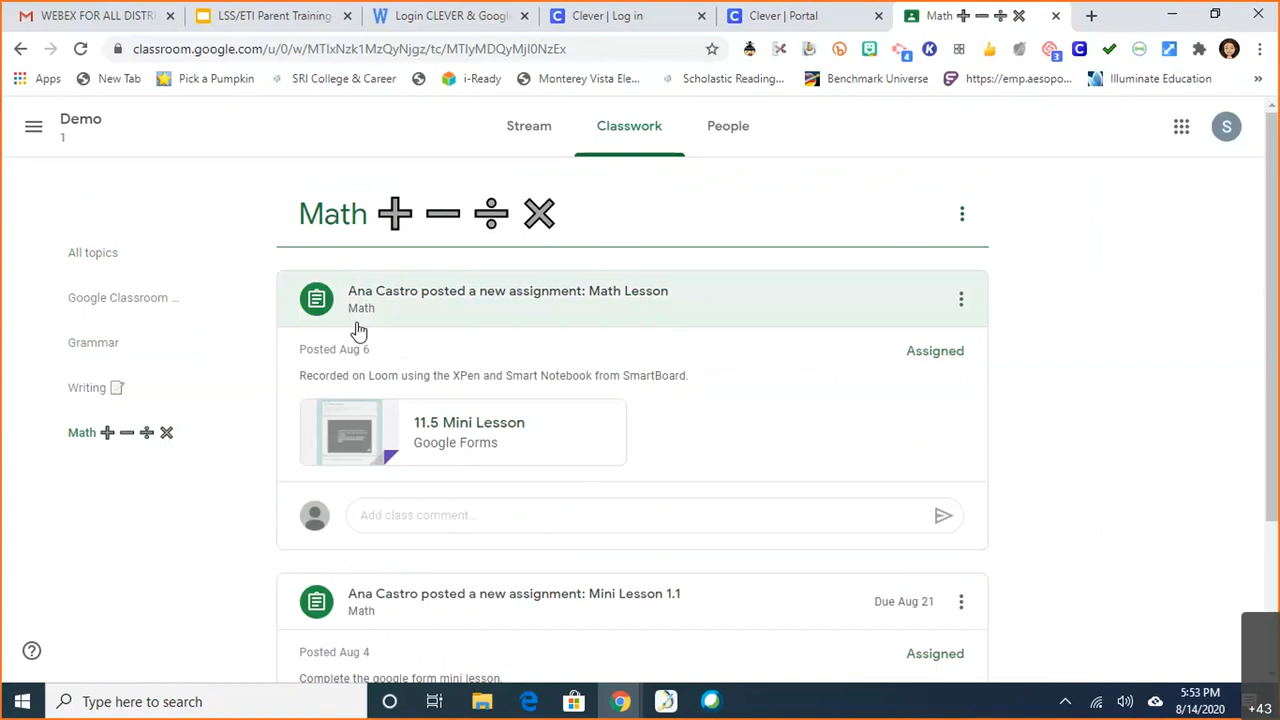 WEBEX FOR ALL DISTRI
LSS/ETI Parent Training
Login CLEVER & Google
Clever | Log in
Clever | Portal
Math ➕ ➖ ➗ ✖
classroom.google.com/u/0/w/MTIxNzk1MzQyNjgz/tc/MTIyMDQyMjI0NzEx
4
3
Apps
New Tab
Pick a Pumpkin
SRI College & Career
i-Ready
Monterey Vista Ele...
Scholastic Reading...
Benchmark Universe
https://emp.aesopo...
Illuminate Education
»
Demo
1
Stream
Classwork
People
S
Math ➕ ➖ ➗ ✖
All topics
Google Classroom ...
Grammar
Writing 📝
Math ➕ ➖ ➗ ✖
Ana Castro posted a new assignment: Math Lesson
Math
Posted Aug 6
Assigned
Recorded on Loom using the XPen and Smart Notebook from SmartBoard.
11.5 Mini Lesson
Google Forms
Add class comment...
Ana Castro posted a new assignment: Mini Lesson 1.1
Due Aug 21
Math
Posted Aug 4
Assigned
Complete the google form mini lesson.
Type here to search
5:53 PM
8/14/2020
+43